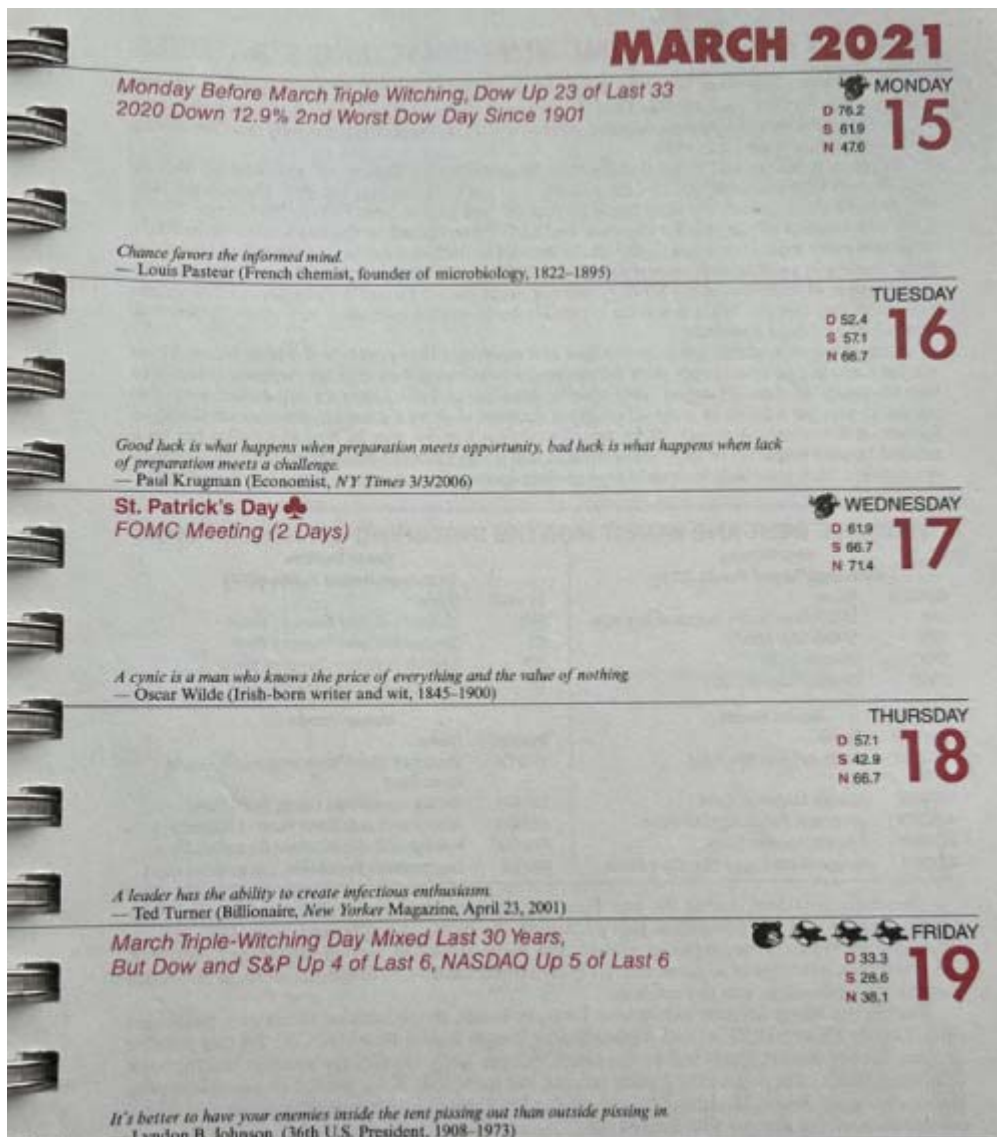 MARCH 2021
Monday Before March Triple Witching, Dow Up 23 of Last 33
2020 Down 12.9% 2nd Worst Dow Day Since 1901
MONDAY
D 76.2
S 61.9
N 47.6
15
Chance favors the informed mind.
— Louis Pasteur (French chemist, founder of microbiology, 1822–1895)
TUESDAY
D 52.4
S 57.1
N 66.7
16
Good luck is what happens when preparation meets opportunity, bad luck is what happens when lack
of preparation meets a challenge.
— Paul Krugman (Economist, NY Times 3/3/2006)
St. Patrick's Day ♣
FOMC Meeting (2 Days)
WEDNESDAY
D 61.9
S 66.7
N 71.4
17
A cynic is a man who knows the price of everything and the value of nothing.
— Oscar Wilde (Irish-born writer and wit, 1845–1900)
THURSDAY
D 57.1
S 42.9
N 66.7
18
A leader has the ability to create infectious enthusiasm.
— Ted Turner (Billionaire, New Yorker Magazine, April 23, 2001)
March Triple-Witching Day Mixed Last 30 Years,
But Dow and S&P Up 4 of Last 6, NASDAQ Up 5 of Last 6
FRIDAY
D 33.3
S 28.6
N 38.1
19
It's better to have your enemies inside the tent pissing out than outside pissing in.
— Lyndon B. Johnson (36th U.S. President, 1908–1973)